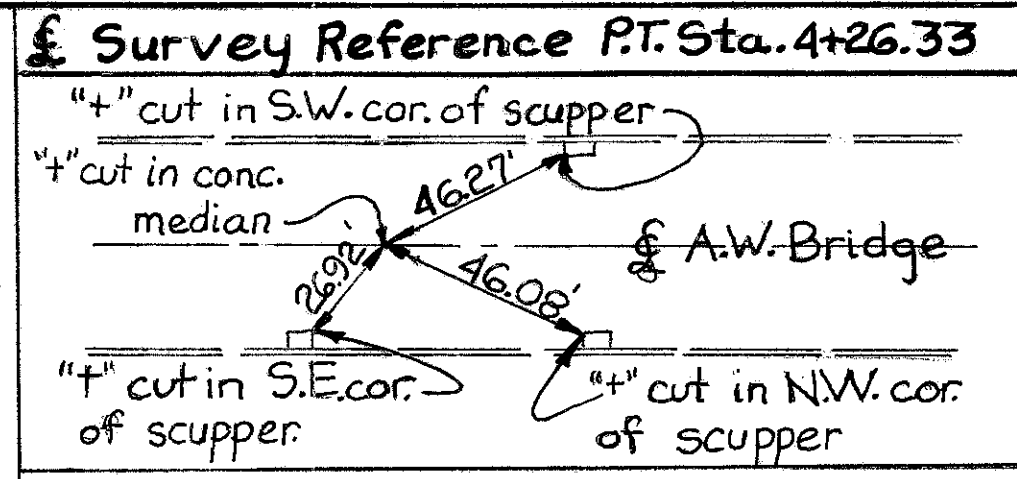 ℄ Survey Reference P.T. Sta. 4+26.33
"+" cut in S.W. cor. of scupper
"+" cut in conc.
median
46.27'
℄ A.W. Bridge
26.92'
46.08'
"+" cut in S.E. cor.
of scupper.
"+" cut in N.W. cor.
of scupper